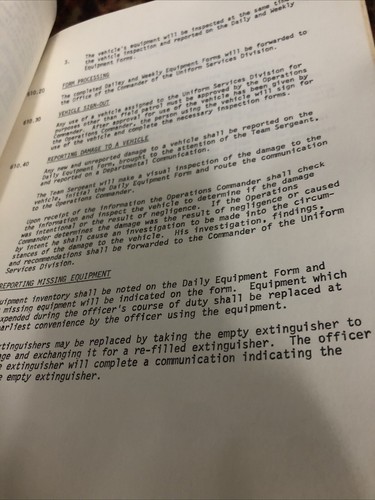 3. The vehicle's equipment will be inspected at the same time
the vehicle inspection and reported on the Daily and Weekly
Equipment Forms.
610.20 FORM PROCESSING
The completed Dailey and Weekly Equipment Forms will be forwarded to
the Office of the Commander of the Uniform Services Division.
VEHICLE SIGN-OUT
Any use of a vehicle assigned to the Uniform Services Division for
purposes other than Patrol must be approved by the Operations
Commander. After approval for use of the vehicle has been given by
the Operations Commander, the person using the vehicle will sign for
use of the vehicle and complete the necessary inspection forms.
610.40 REPORTING DAMAGE TO A VEHICLE
Any new and unreported damage to a vehicle shall be reported on the
Daily Equipment Form, brought to the attention of the Team Sergeant,
and reported on a Departmental Communication.
The Team Sergeant will make a visual inspection of the damage to the
vehicle, initial the Daily Equipment Form and route the communication
to the Operations Commander.
Upon receipt of the information the Operations Commander shall check
the information and inspect the vehicle to determine if the damage
was intentional or the result of negligence. If the Operations
Commander determines the damage was the result of negligence or caused
by intent he shall cause an investigation to be made into the circum-
stances of the damage to the vehicle. His investigation, findings,
and recommendations shall be forwarded to the Commander of the Uniform
Services Division.
REPORTING MISSING EQUIPMENT
quipment inventory shall be noted on the Daily Equipment Form and
missing equipment will be indicated on the form. Equipment which
expended during the officer's course of duty shall be replaced at
earliest convenience by the officer using the equipment.
tinguishers may be replaced by taking the empty extinguisher to
ge and exchanging it for a re-filled extinguisher. The officer
e extinguisher will complete a communication indicating the
e empty extinguisher.